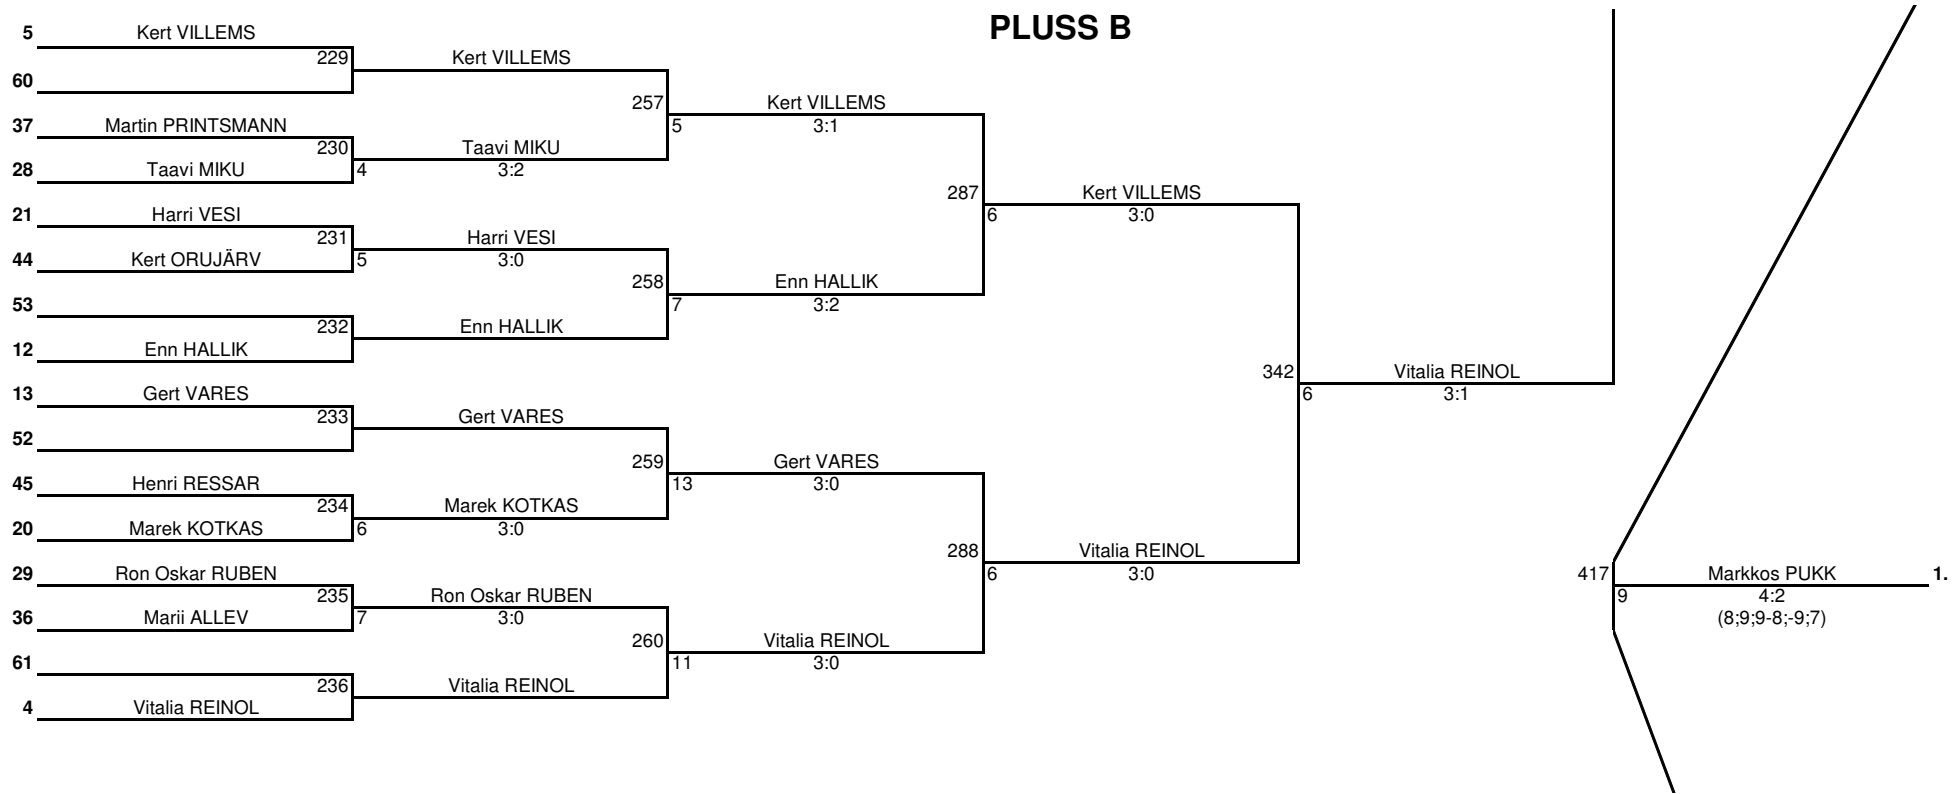 PLUSS B
5 Kert VILLEMS
229 Kert VILLEMS
60
257 Kert VILLEMS
37 Martin PRINTSMANN 5 3:1
230 Taavi MIKU
28 Taavi MIKU 4 3:2
287 Kert VILLEMS
21 Harri VESI 6 3:0
231 Harri VESI
44 Kert ORUJÄRV 5 3:0
258 Enn HALLIK
53 7 3:2
232 Enn HALLIK
12 Enn HALLIK
342 Vitalia REINOL
13 Gert VARES 6 3:1
233 Gert VARES
52
259 Gert VARES
45 Henri RESSAR 13 3:0
234 Marek KOTKAS
20 Marek KOTKAS 6 3:0
288 Vitalia REINOL
29 Ron Oskar RUBEN 6 3:0 417 Markkos PUKK 1.
235 Ron Oskar RUBEN 9 4:2
36 Marii ALLEV 7 3:0 (8;9;9-8;-9;7)
260 Vitalia REINOL
61 11 3:0
236 Vitalia REINOL
4 Vitalia REINOL